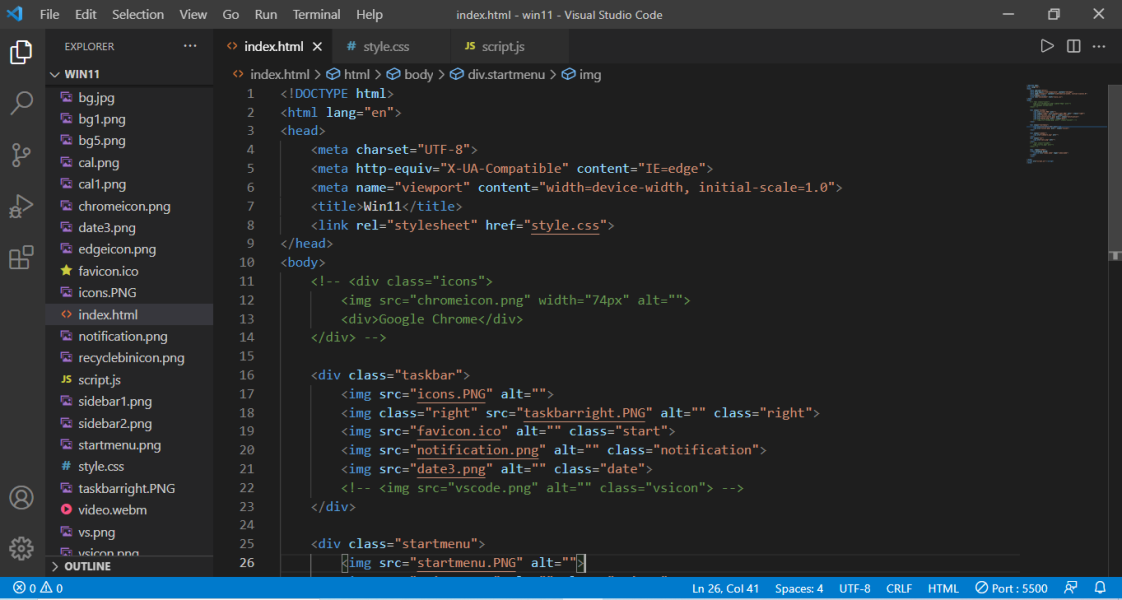 File Edit Selection View Go Run Terminal Help index.html - win11 - Visual Studio Code
EXPLORER
WIN11
bg.jpg
bg1.png
bg5.png
cal.png
cal1.png
chromeicon.png
date3.png
edgeicon.png
favicon.ico
icons.PNG
index.html
notification.png
recyclebinicon.png
JS script.js
sidebar1.png
sidebar2.png
startmenu.png
# style.css
taskbarright.PNG
video.webm
vs.png
vsicon.png
OUTLINE
index.html # style.css JS script.js
index.html > html > body > div.startmenu > img
1 <!DOCTYPE html>
2 <html lang="en">
3 <head>
4 <meta charset="UTF-8">
5 <meta http-equiv="X-UA-Compatible" content="IE=edge">
6 <meta name="viewport" content="width=device-width, initial-scale=1.0">
7 <title>Win11</title>
8 <link rel="stylesheet" href="style.css">
9 </head>
10 <body>
11 <!-- <div class="icons">
12 <img src="chromeicon.png" width="74px" alt="">
13 <div>Google Chrome</div>
14 </div> -->
15
16 <div class="taskbar">
17 <img src="icons.PNG" alt="">
18 <img class="right" src="taskbarright.PNG" alt="" class="right">
19 <img src="favicon.ico" alt="" class="start">
20 <img src="notification.png" alt="" class="notification">
21 <img src="date3.png" alt="" class="date">
22 <!-- <img src="vscode.png" alt="" class="vsicon"> -->
23 </div>
24
25 <div class="startmenu">
26 <img src="startmenu.PNG" alt="">
0 0 Ln 26, Col 41 Spaces: 4 UTF-8 CRLF HTML Port : 5500